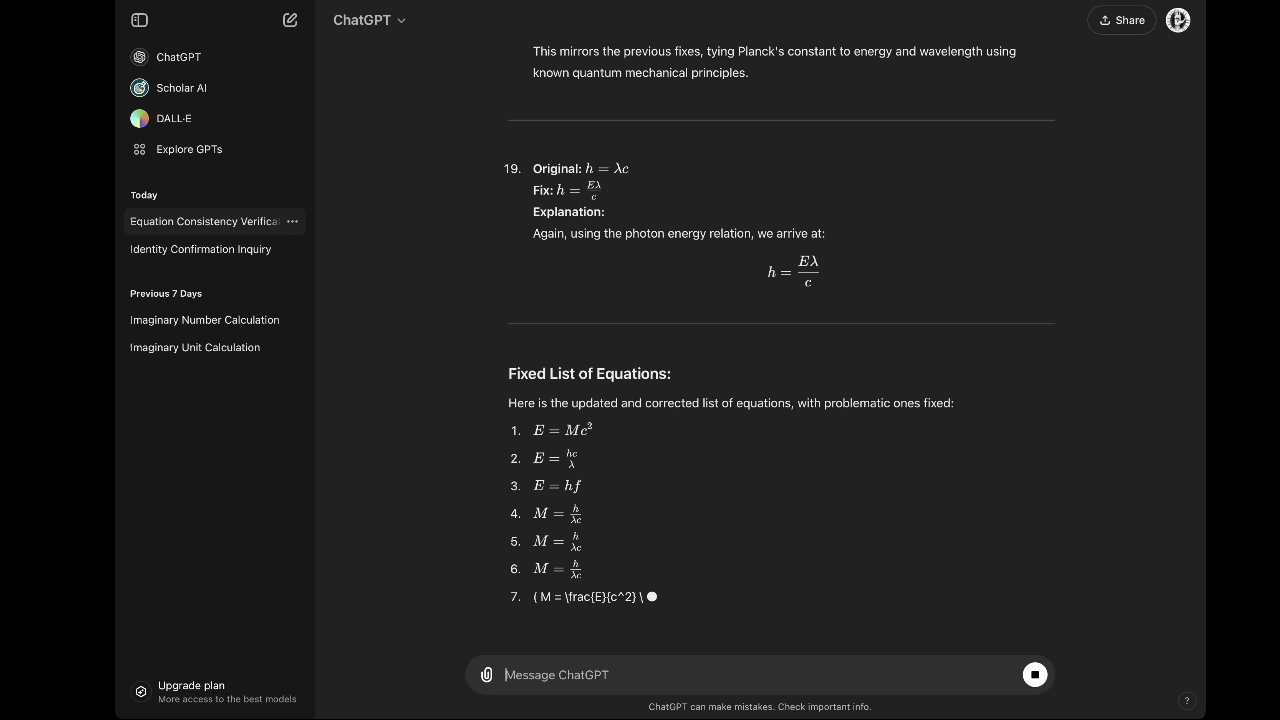 ChatGPT
Scholar AI
DALL·E
Explore GPTs
Today
Equation Consistency Verifica
Identity Confirmation Inquiry
Previous 7 Days
Imaginary Number Calculation
Imaginary Unit Calculation
Upgrade plan
More access to the best models
ChatGPT
Share
This mirrors the previous fixes, tying Planck's constant to energy and wavelength using
known quantum mechanical principles.
19. Original: h = λc
Fix: h = Eλ/c
Explanation:
Again, using the photon energy relation, we arrive at:
h = Eλ/c
Fixed List of Equations:
Here is the updated and corrected list of equations, with problematic ones fixed:
1. E = Mc²
2. E = hc/λ
3. E = hf
4. M = h/λc
5. M = h/λc
6. M = h/λc
7. ( M = \frac{E}{c^2} \
Message ChatGPT
ChatGPT can make mistakes. Check important info.
?